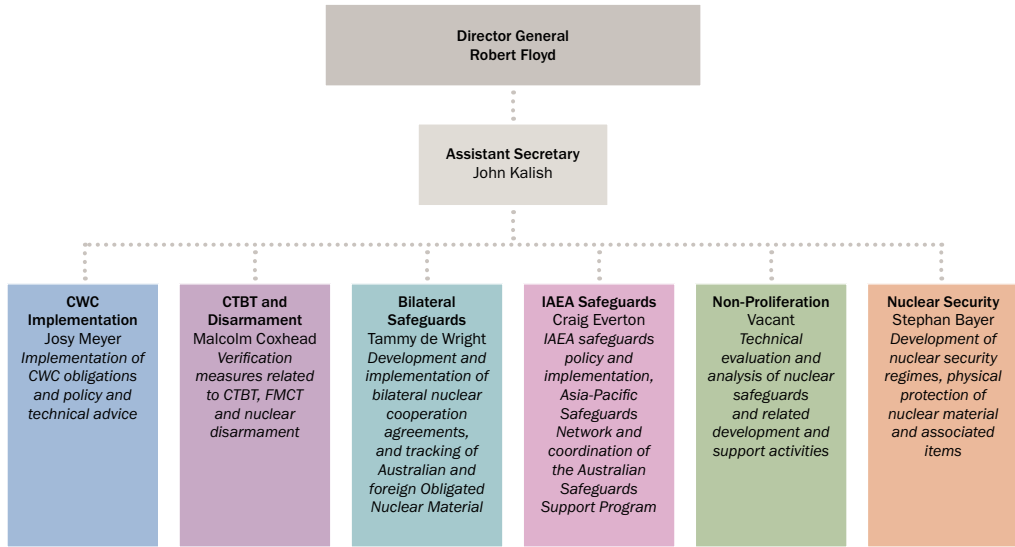 Director General
Robert Floyd
Assistant Secretary
John Kalish
CWC
Implementation
Josy Meyer
Implementation of
CWC obligations
and policy and
technical advice
CTBT and
Disarmament
Malcolm Coxhead
Verification
measures related
to CTBT, FMCT
and nuclear
disarmament
Bilateral
Safeguards
Tammy de Wright
Development and
implementation of
bilateral nuclear
cooperation
agreements,
and tracking of
Australian and
foreign Obligated
Nuclear Material
IAEA Safeguards
Craig Everton
IAEA safeguards
policy and
implementation,
Asia-Pacific
Safeguards
Network and
coordination of
the Australian
Safeguards
Support Program
Non-Proliferation
Vacant
Technical
evaluation and
analysis of nuclear
safeguards
and related
development and
support activities
Nuclear Security
Stephan Bayer
Development of
nuclear security
regimes, physical
protection of
nuclear material
and associated
items